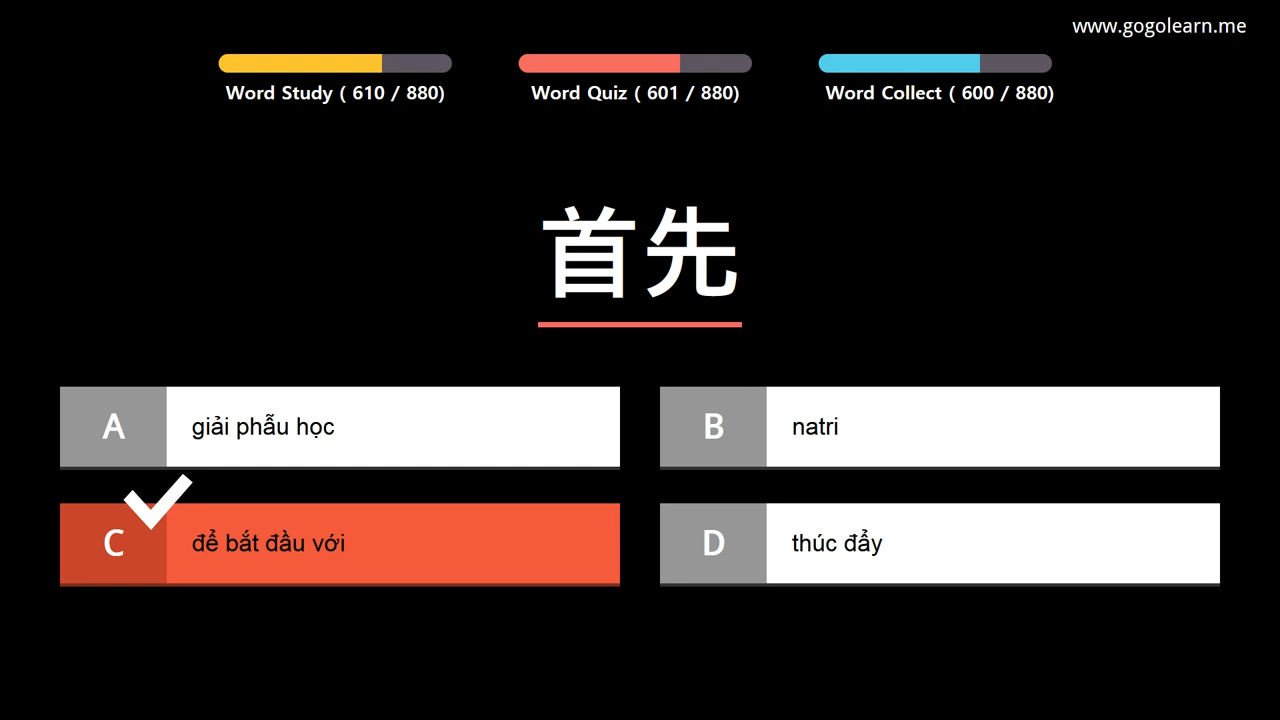 www.gogolearn.me
Word Study ( 610 / 880)
Word Quiz ( 601 / 880)
Word Collect ( 600 / 880)
首先
A
giải phẫu học
B
natri
C
để bắt đầu với
D
thúc đẩy